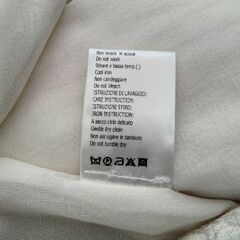 Non lavare in acqua
Do not wash
Stirare a bassa temp.(.)
Cool iron
Non candeggiare
Do not bleach
ISTRUZIONI DI LAVAGGIO:
CARE INSTRUCTION:
ISTRUZIONI STIRO:
IRON INSTRUCTION:
A secco ciclo delicato
Gentle dry clean
Non asciugare in tamburo
Do not tumble dry